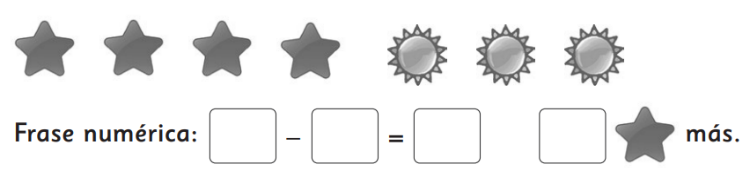 Frase numérica: – = más.